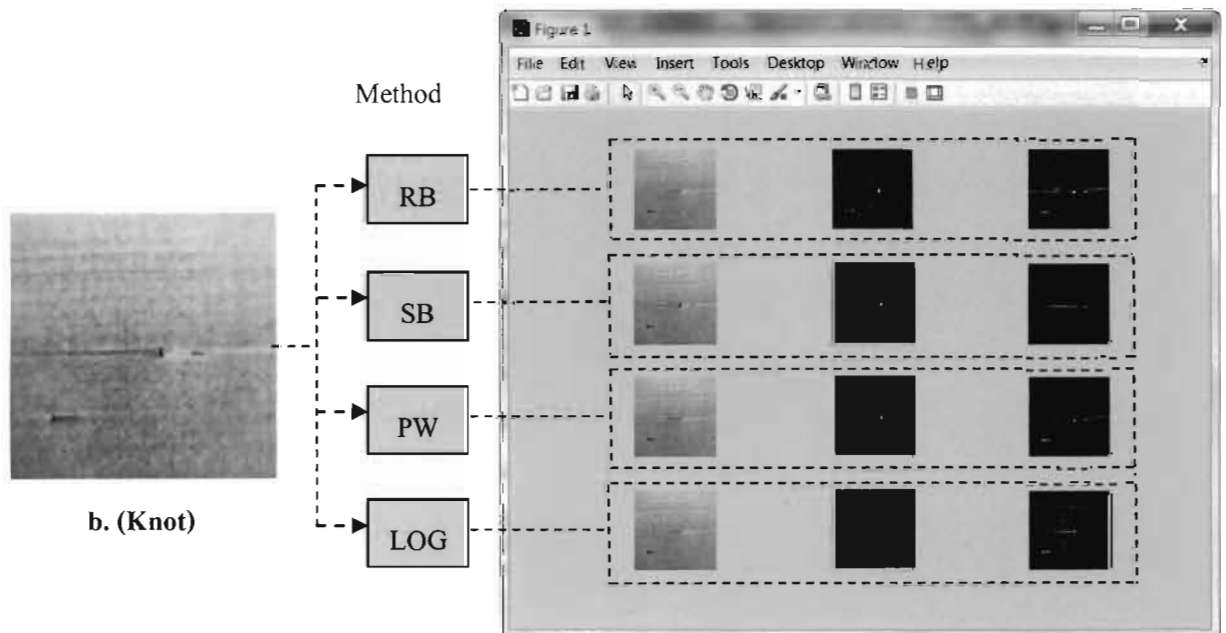 Figure 1
File Edit View Insert Tools Desktop Window Help
Method
RB
SB
PW
LOG
b. (Knot)